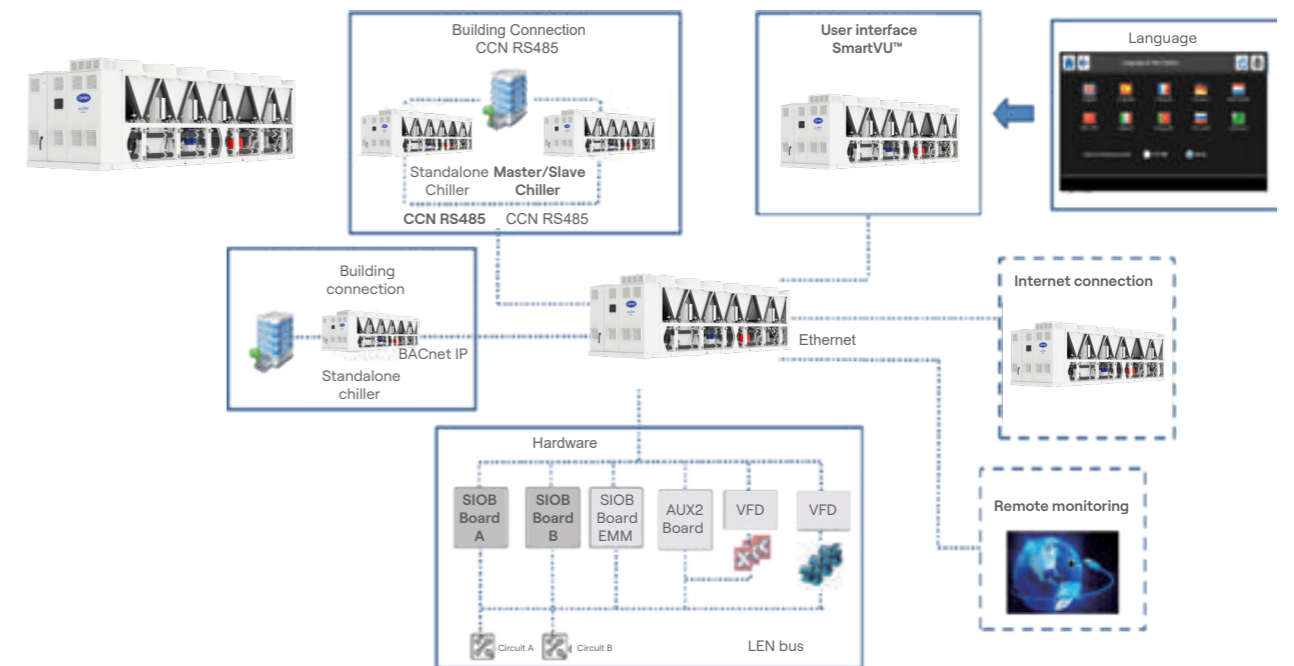 Building Connection
CCN RS485
Standalone
Chiller
Master/Slave
Chiller
CCN RS485
CCN RS485
User interface
SmartVU™
Language
Building
connection
BACnet IP
Standalone
chiller
Ethernet
Internet connection
Remote monitoring
Hardware
SIOB
Board
A
SIOB
Board
B
SIOB
Board
EMM
AUX2
Board
VFD
VFD
Circuit A
Circuit B
LEN bus